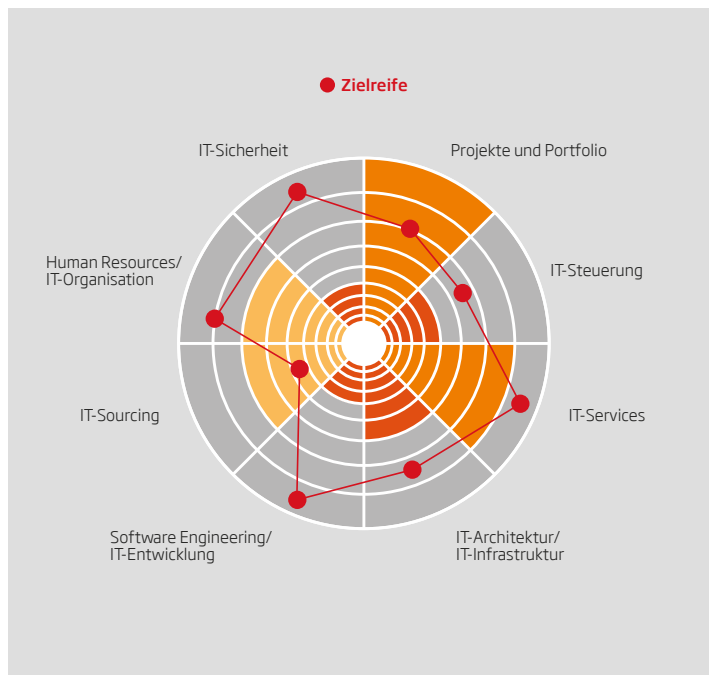 Zielreife
IT-Sicherheit
Projekte und Portfolio
Human Resources/
IT-Organisation
IT-Steuerung
IT-Sourcing
IT-Services
Software Engineering/
IT-Entwicklung
IT-Architektur/
IT-Infrastruktur